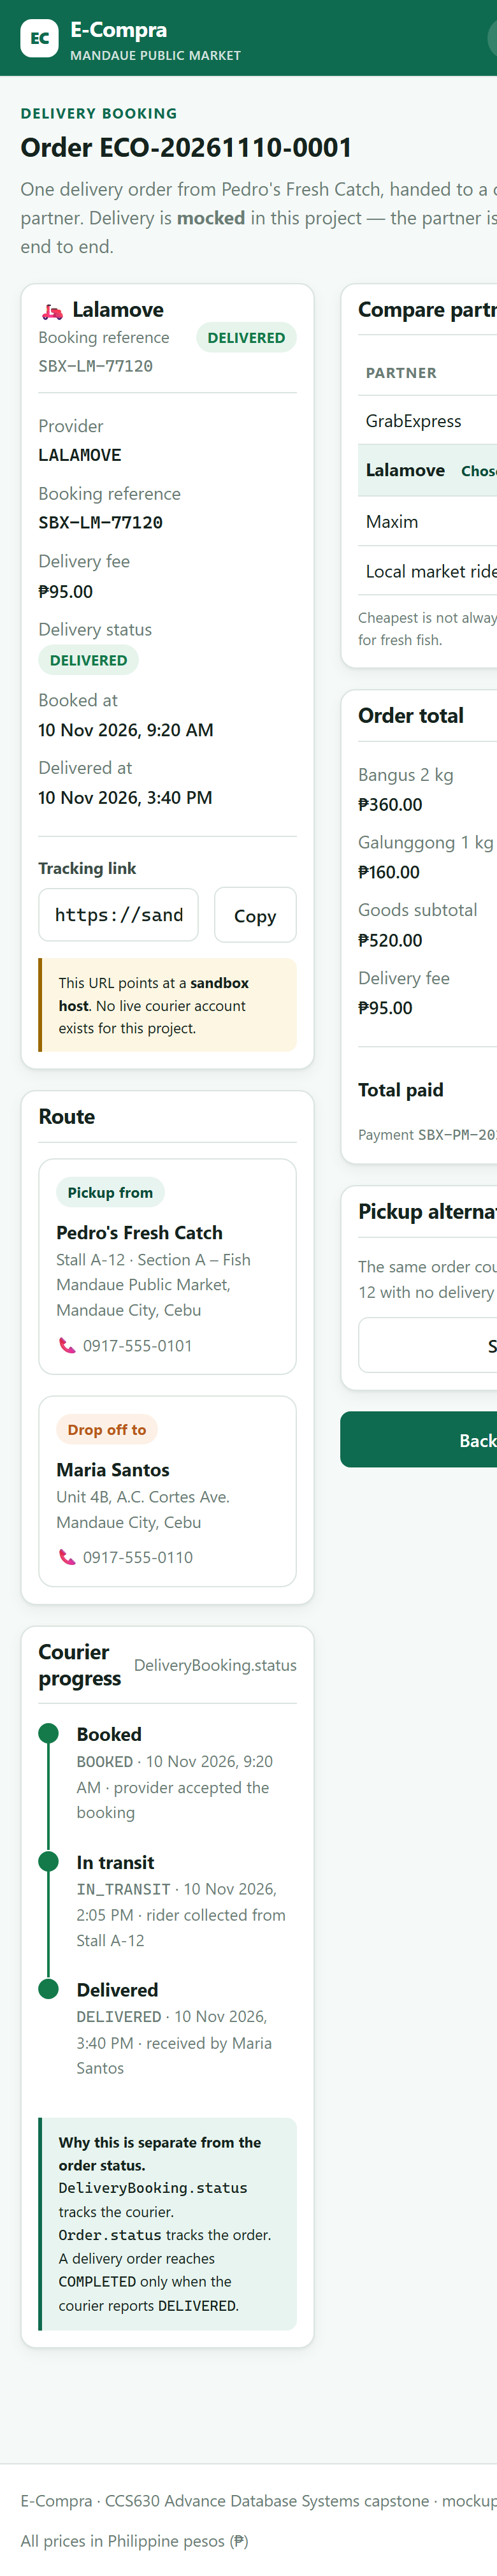 EC
E-Compra
MANDAUE PUBLIC MARKET
DELIVERY BOOKING
Order ECO-20261110-0001
One delivery order from Pedro's Fresh Catch, handed to a
partner. Delivery is mocked in this project — the partner is
end to end.
Lalamove
Booking reference
SBX-LM-77120
DELIVERED
Provider
LALAMOVE
Booking reference
SBX-LM-77120
Delivery fee
₱95.00
Delivery status
DELIVERED
Booked at
10 Nov 2026, 9:20 AM
Delivered at
10 Nov 2026, 3:40 PM
Tracking link
https://sand
Copy
This URL points at a sandbox
host. No live courier account
exists for this project.
Route
Pickup from
Pedro's Fresh Catch
Stall A-12 · Section A – Fish
Mandaue Public Market,
Mandaue City, Cebu
0917-555-0101
Drop off to
Maria Santos
Unit 4B, A.C. Cortes Ave.
Mandaue City, Cebu
0917-555-0110
Courier
progress
DeliveryBooking.status
Booked
BOOKED · 10 Nov 2026, 9:20
AM · provider accepted the
booking
In transit
IN_TRANSIT · 10 Nov 2026,
2:05 PM · rider collected from
Stall A-12
Delivered
DELIVERED · 10 Nov 2026,
3:40 PM · received by Maria
Santos
Why this is separate from the
order status.
DeliveryBooking.status
tracks the courier.
Order.status tracks the order.
A delivery order reaches
COMPLETED only when the
courier reports DELIVERED.
Compare partn
PARTNER
GrabExpress
Lalamove Chos
Maxim
Local market ride
Cheapest is not alway
for fresh fish.
Order total
Bangus 2 kg
₱360.00
Galunggong 1 kg
₱160.00
Goods subtotal
₱520.00
Delivery fee
₱95.00
Total paid
Payment SBX-PM-20
Pickup alterna
The same order cou
12 with no delivery
S
Back
E-Compra · CCS630 Advance Database Systems capstone · mockup
All prices in Philippine pesos (₱)